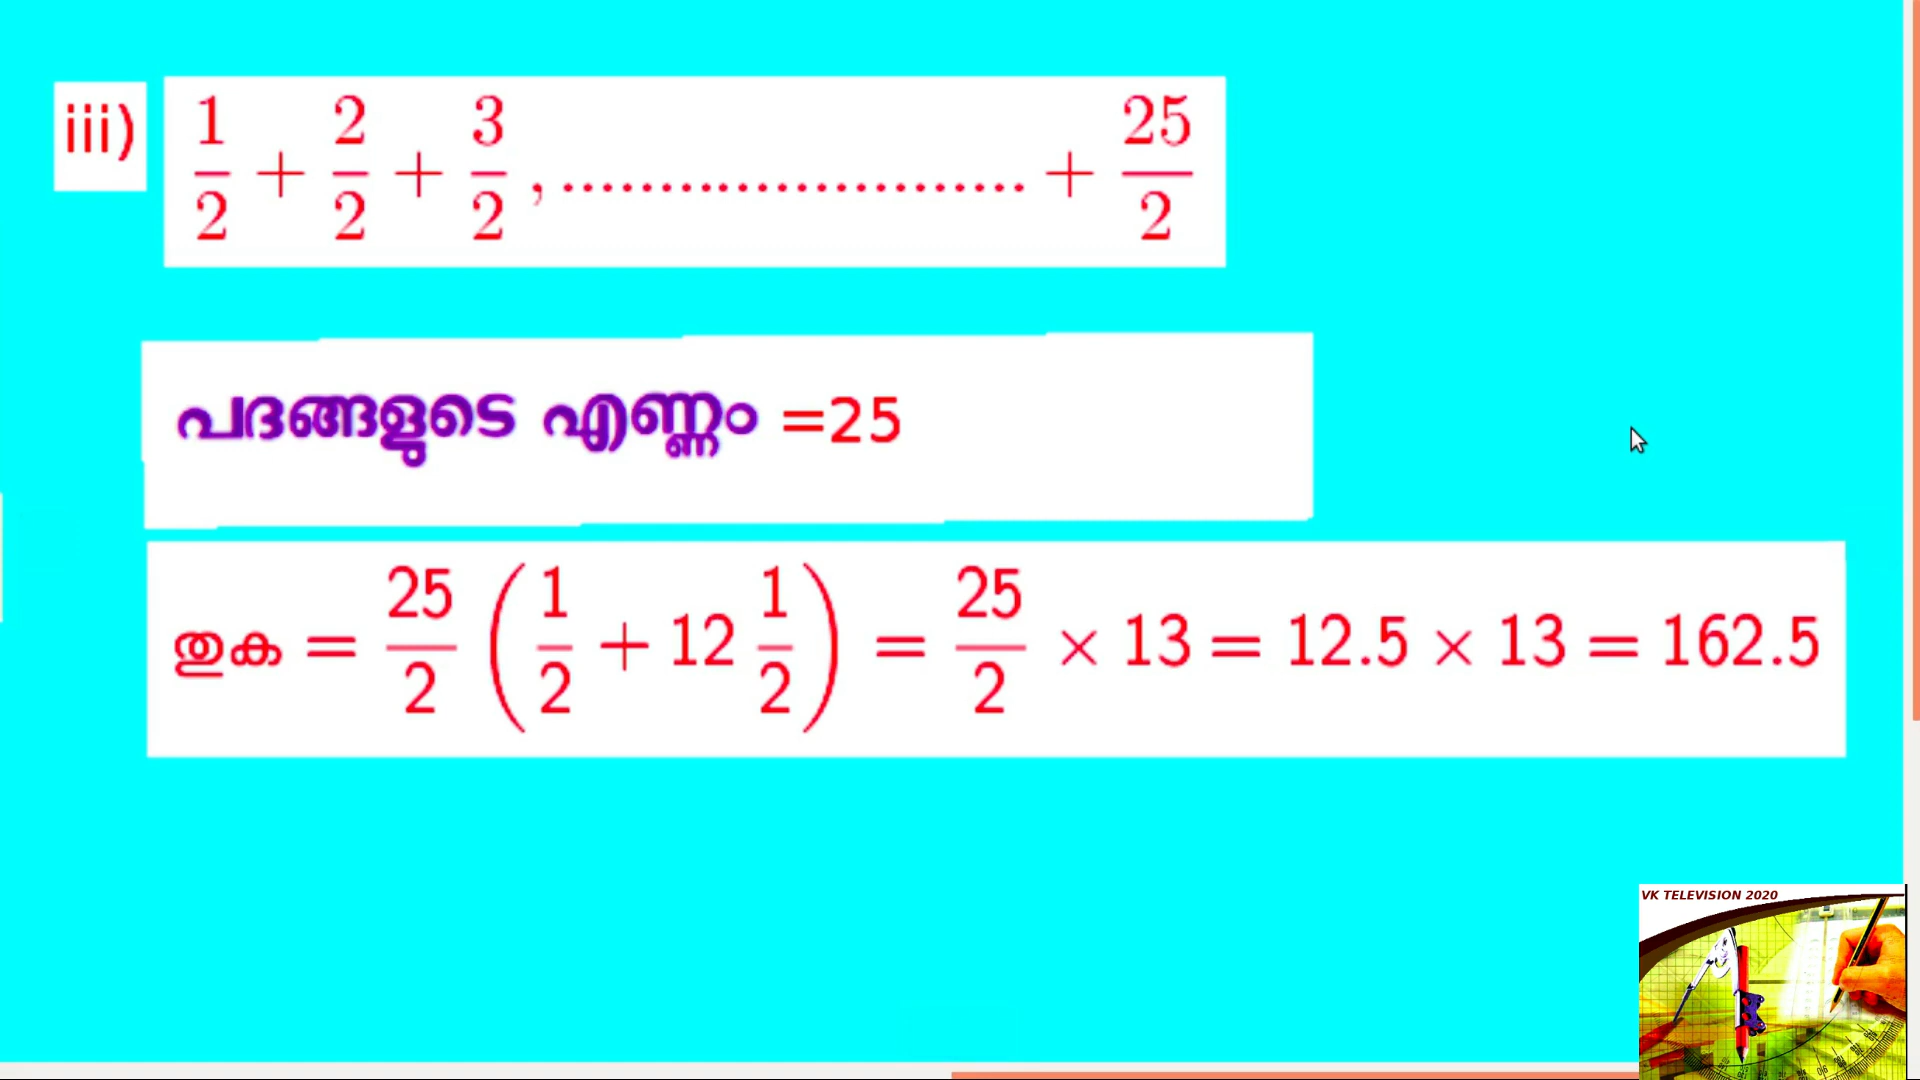 iii) 1/2 + 2/2 + 3/2 ,........................ + 25/2
പദങ്ങളുടെ എണ്ണം =25
തുക = 25/2 (1/2 + 12 1/2) = 25/2 × 13 = 12.5 × 13 = 162.5
VK TELEVISION 2020